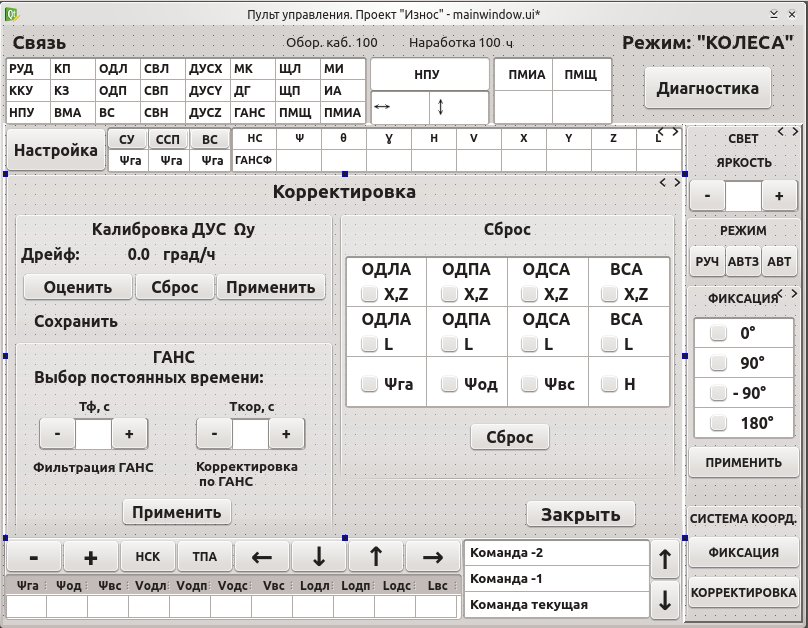 Пульт управления. Проект "Износ" - mainwindow.ui*
Связь
Обор. каб. 100
Наработка 100 ч
Режим: "КОЛЕСА"
РУД КП ОДЛ СВЛ ДУСХ МК ЩЛ МИ
ККУ КЗ ОДП СВП ДУСУ ДГ ЩП ИА
НПУ ВМА ВС СВН ДУСZ ГАНС ПМЩ ПМИА
НПУ
↔ ↕
ПМИА ПМЩ
Диагностика
Настройка
СУ ССП ВС НС Ψ θ Ɣ H V X Y Z L
Ψга Ψга Ψга ГАНСФ
< >
Корректировка
< >
Калибровка ДУС Ωу
Дрейф: 0.0 град/ч
Оценить Сброс Применить
Сохранить
ГАНС
Выбор постоянных времени:
Тф, с Ткор, с
- + - +
Фильтрация ГАНС
Корректировка
по ГАНС
Применить
Сброс
ОДЛА ОДПА ОДСА ВСА
X,Z X,Z X,Z X,Z
ОДЛА ОДПА ОДСА ВСА
L L L L
Ψга Ψод Ψвс H
Сброс
Закрыть
СВЕТ
< >
ЯРКОСТЬ
- +
РЕЖИМ
РУЧ АВТЗ АВТ
ФИКСАЦИЯ
< >
0°
90°
- 90°
180°
ПРИМЕНИТЬ
СИСТЕМА КООРД.
ФИКСАЦИЯ
КОРРЕКТИРОВКА
- + НСК ТПА ← ↓ ↑ →
Ψга Ψод Ψвс Vодл Vодп Vодс Vвс Lодл Lодп Lодс Lвс
Команда -2
Команда -1
Команда текущая
↑
↓